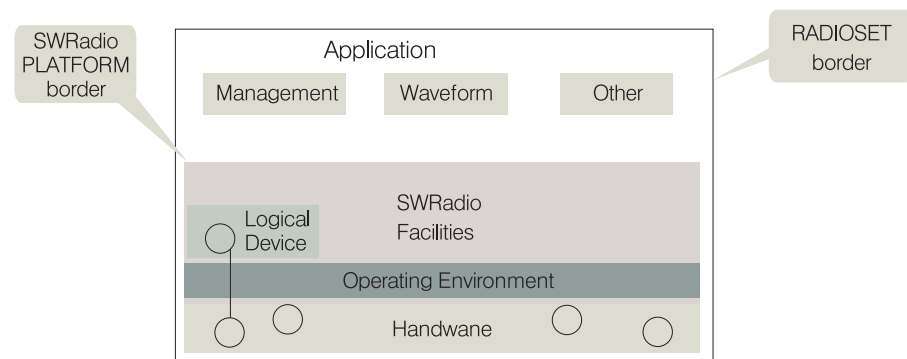 SWRadio
PLATFORM
border
RADIOSET
border
Application
Management
Waveform
Other
SWRadio
Facilities
Logical
Device
Operating Environment
Handwane